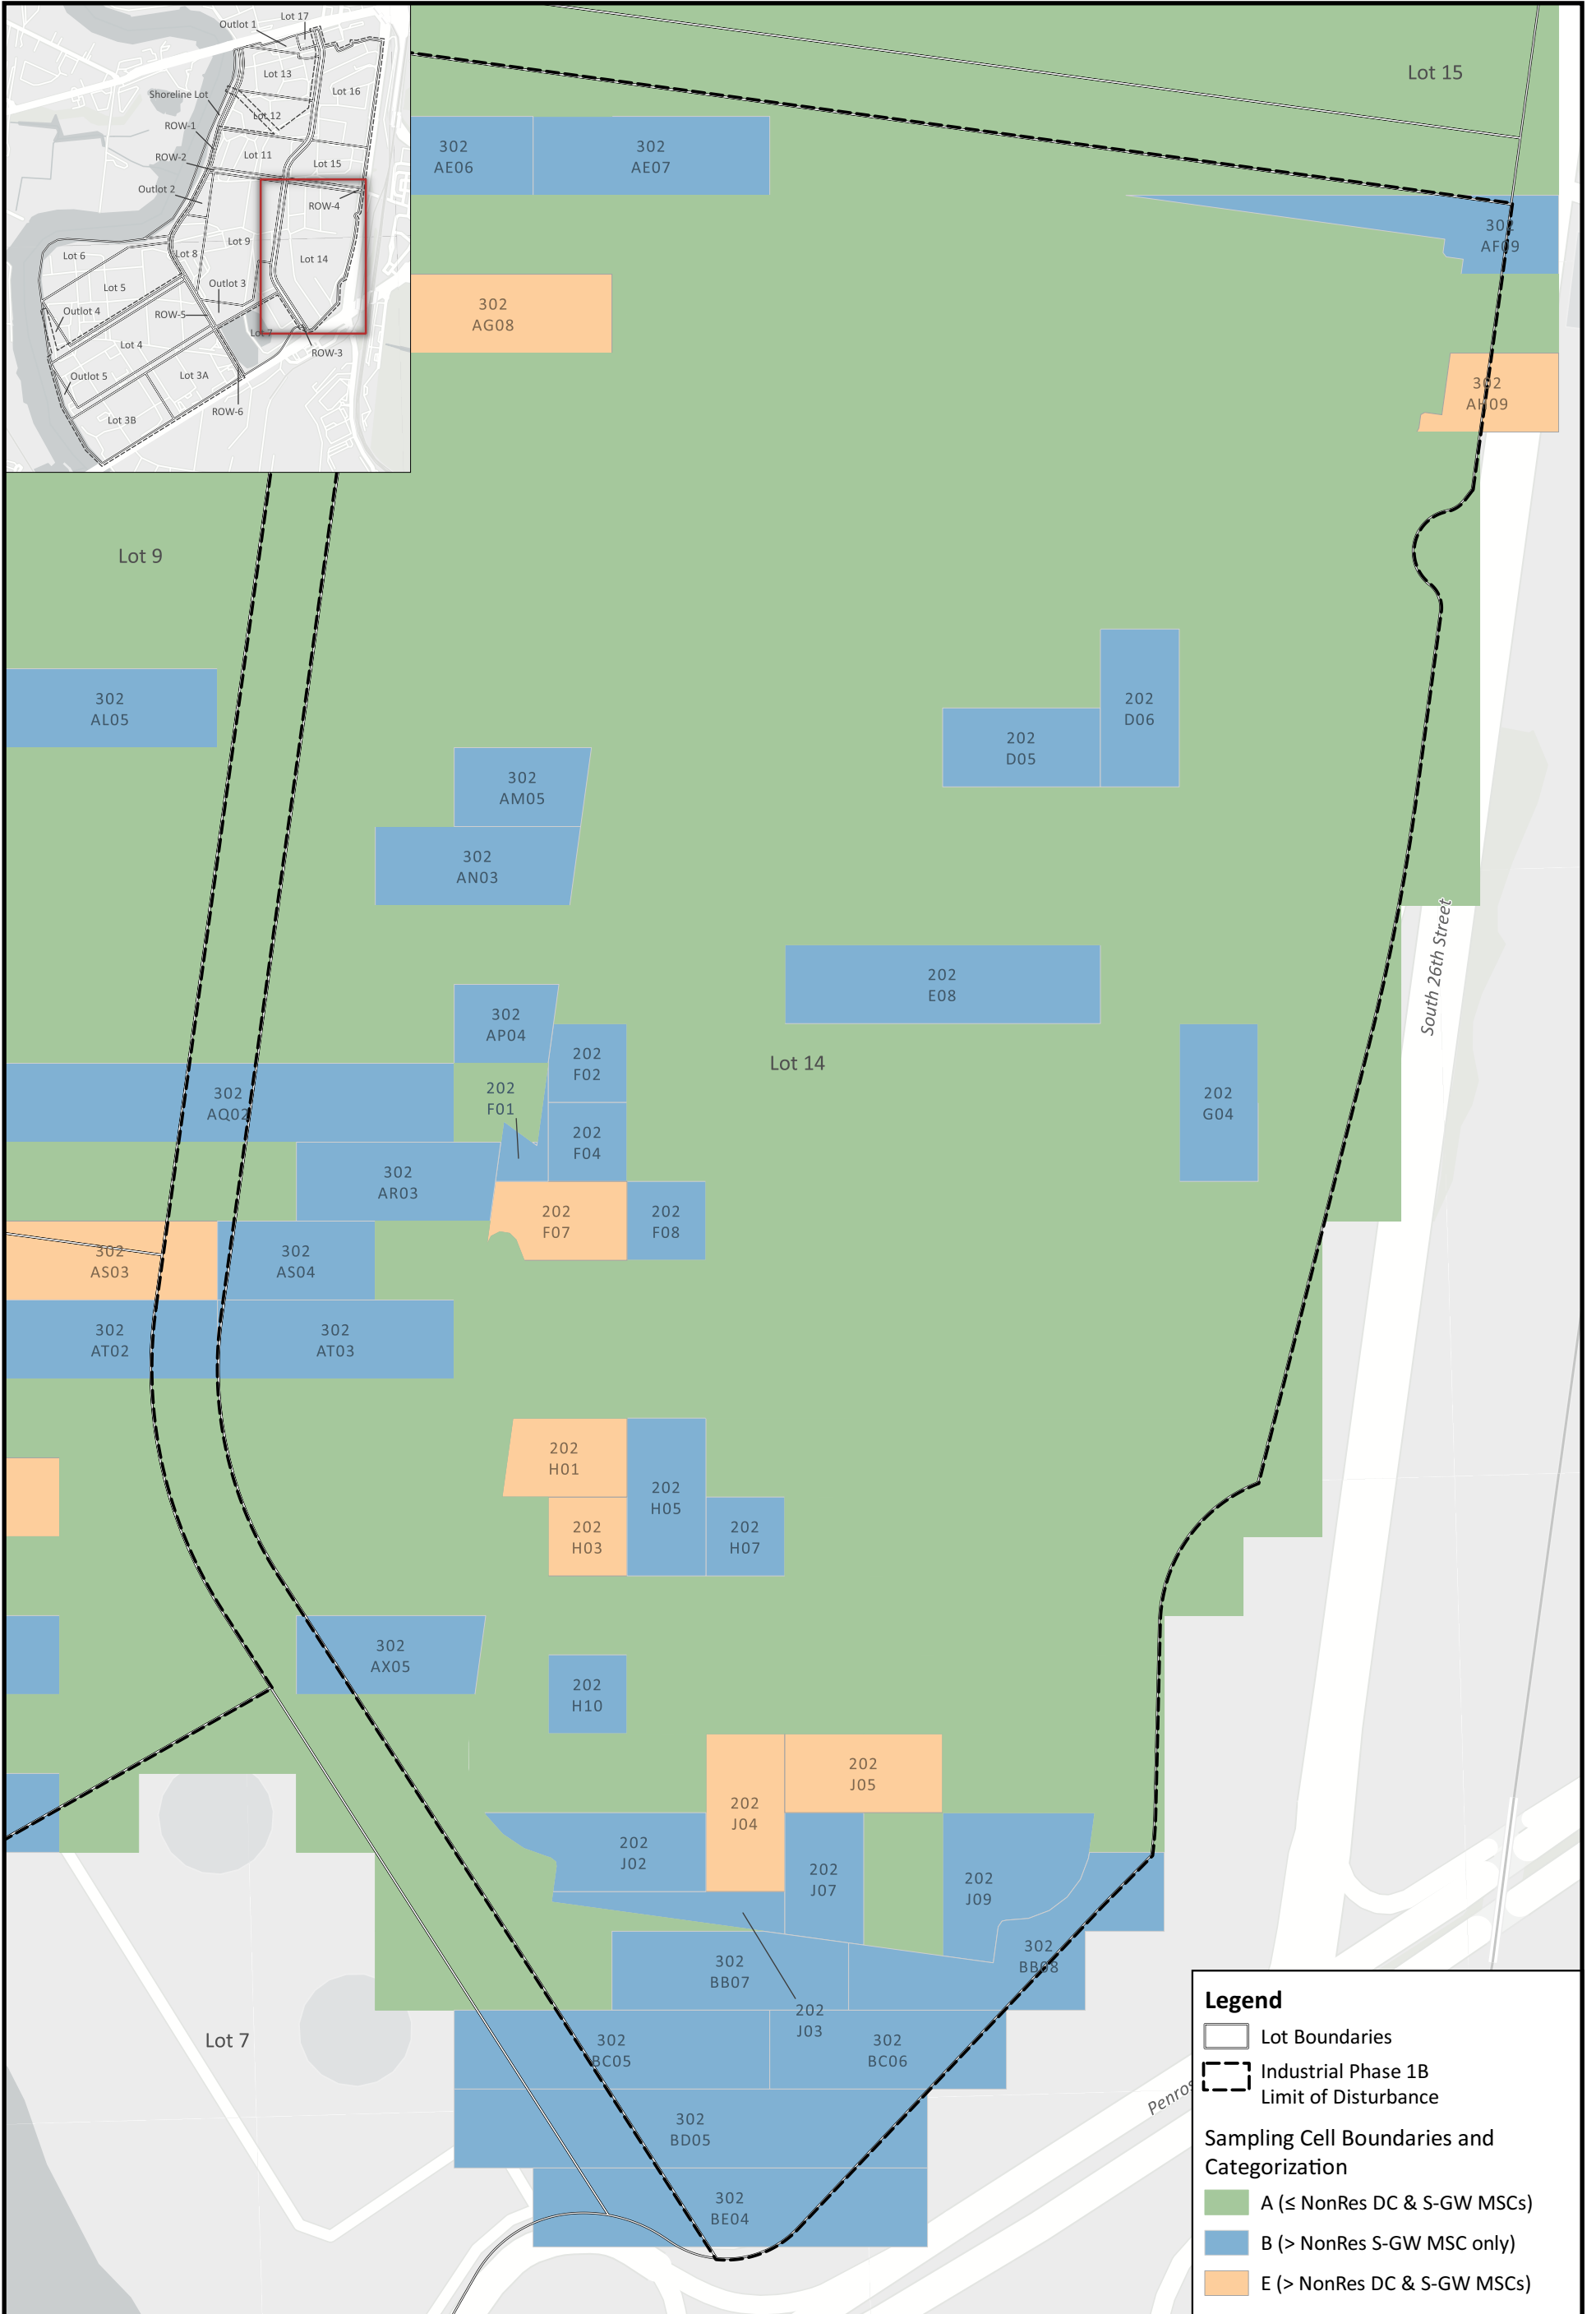 Outlot 1
Lot 17
Lot 13
Lot 16
Shoreline Lot
Lot 12
ROW-1
Lot 11
ROW-2
Lot 15
Outlot 2
ROW-4
Lot 9
Lot 8
Lot 6
Lot 14
Lot 5
Outlot 3
Outlot 4
ROW-5
Lot 7
Lot 4
ROW-3
Outlot 5
Lot 3A
ROW-6
Lot 3B
Lot 15
302
AE06
302
AE07
302
AF09
302
AG08
302
AH09
Lot 9
302
AL05
202
D06
202
D05
302
AM05
302
AN03
202
E08
South 26th Street
302
AP04
202
F02
Lot 14
202
F01
302
AQ02
202
G04
202
F04
302
AR03
202
F07
202
F08
302
AS03
302
AS04
302
AT02
302
AT03
202
H01
202
H05
202
H03
202
H07
302
AX05
202
H10
202
J05
202
J04
202
J02
202
J07
202
J09
302
BB07
302
BB08
202
J03
Lot 7
302
BC05
302
BC06
Penros
302
BD05
302
BE04
Legend
Lot Boundaries
Industrial Phase 1B
Limit of Disturbance
Sampling Cell Boundaries and
Categorization
A (≤ NonRes DC & S-GW MSCs)
B (> NonRes S-GW MSC only)
E (> NonRes DC & S-GW MSCs)